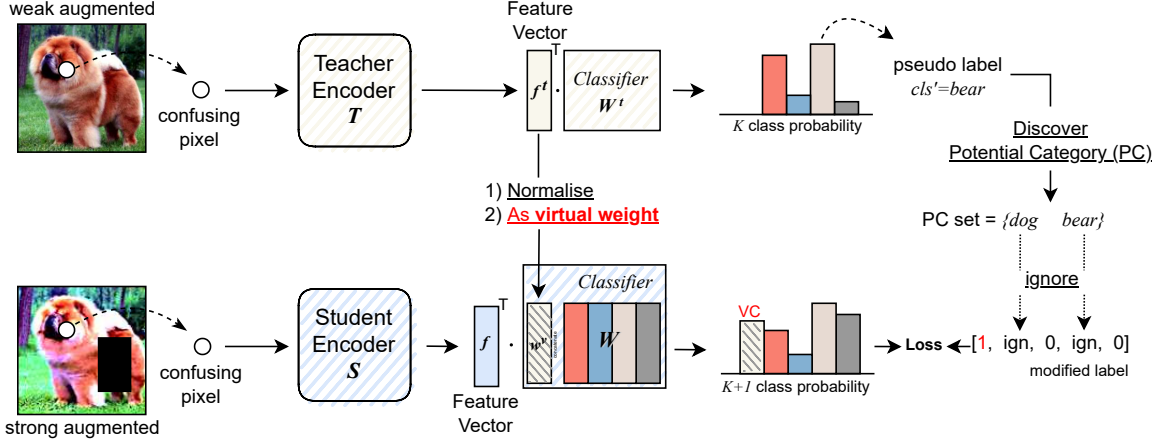 weak augmented
confusing
pixel
Teacher
Encoder
T
Feature
Vector
T
f^t ·
Classifier
W^t
K class probability
pseudo label
cls'=bear
Discover
Potential Category (PC)
1) Normalise
2) As virtual weight
PC set = {dog bear}
ignore
strong augmented
confusing
pixel
Student
Encoder
S
T
f ·
Feature
Vector
Classifier
w^v
concatenate
W
VC
K+1 class probability
Loss
[1, ign, 0, ign, 0]
modified label